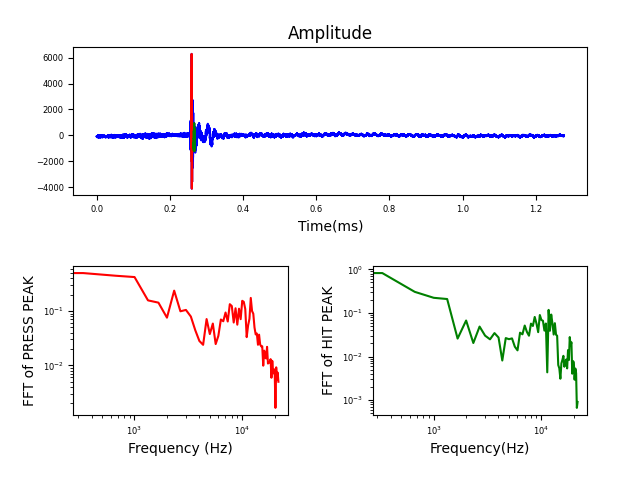 Amplitude
6000
4000
2000
0
−2000
−4000
0.0 0.2 0.4 0.6 0.8 1.0 1.2
Time(ms)
FFT of PRESS PEAK
10⁻¹
10⁻²
10³ 10⁴
Frequency (Hz)
FFT of HIT PEAK
10⁰
10⁻¹
10⁻²
10⁻³
10³ 10⁴
Frequency(Hz)